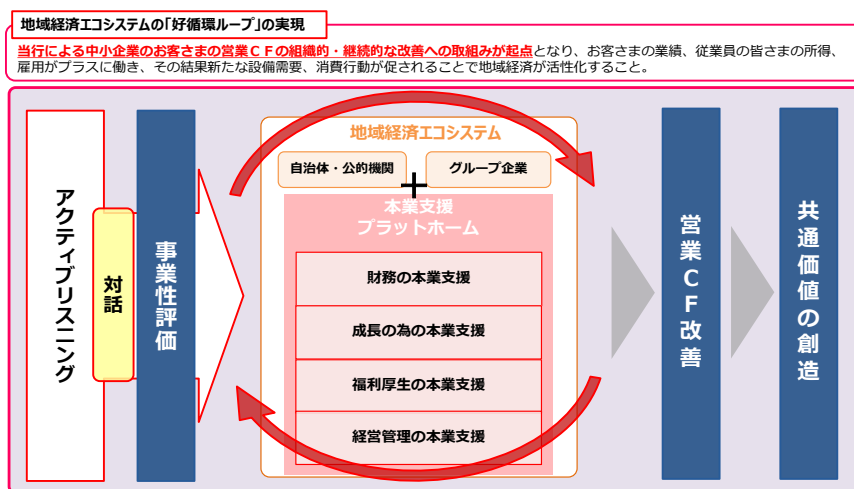 地域経済エコシステムの｢好循環ループ｣の実現
当行による中小企業のお客さまの営業ＣＦの組織的・継続的な改善への取組みが起点となり、お客さまの業績、従業員の皆さまの所得、
雇用がプラスに働き、その結果新たな設備需要、消費行動が促されることで地域経済が活性化すること。
アクティブリスニング
対話
事業性評価
地域経済エコシステム
自治体・公的機関
グループ企業
＋
本業支援
プラットホーム
財務の本業支援
成長の為の本業支援
福利厚生の本業支援
経営管理の本業支援
営業ＣＦ改善
共通価値の創造